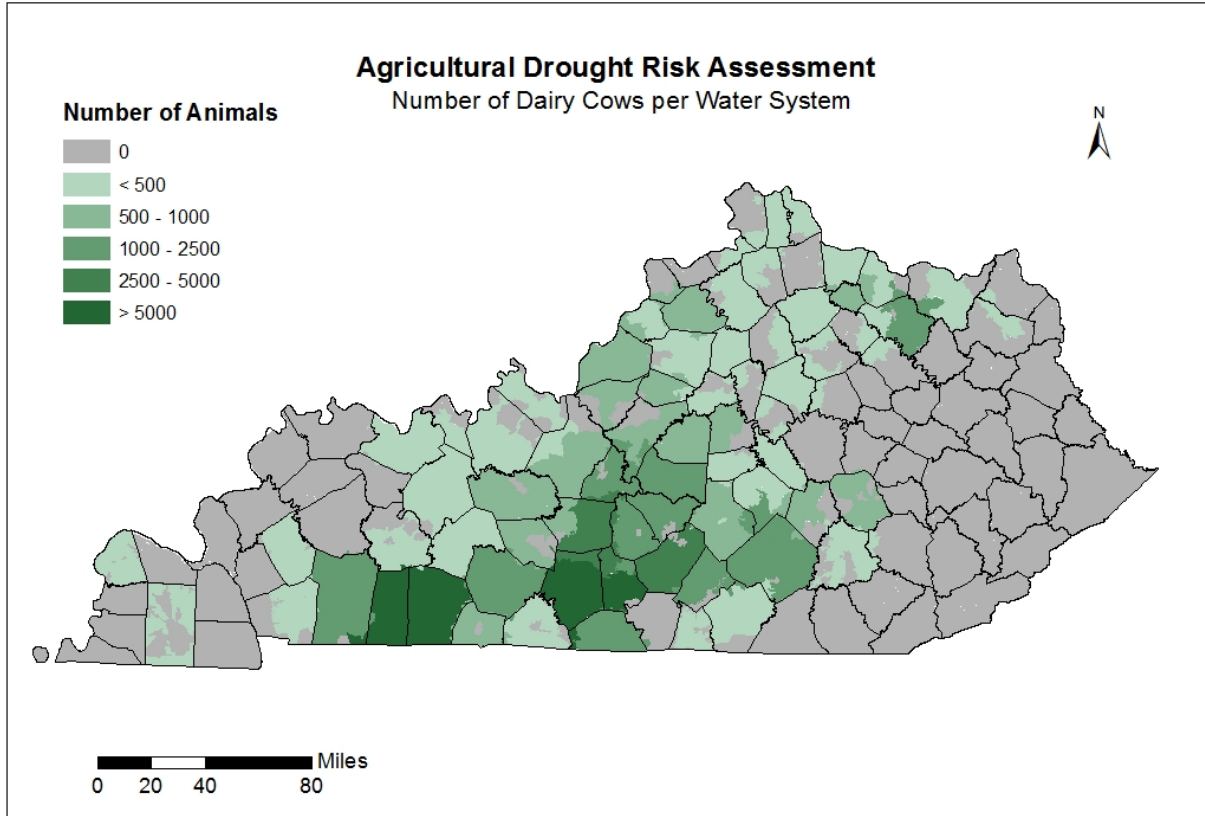 Agricultural Drought Risk Assessment
Number of Dairy Cows per Water System
Number of Animals
0
< 500
500 - 1000
1000 - 2500
2500 - 5000
> 5000
N
Miles
0 20 40 80